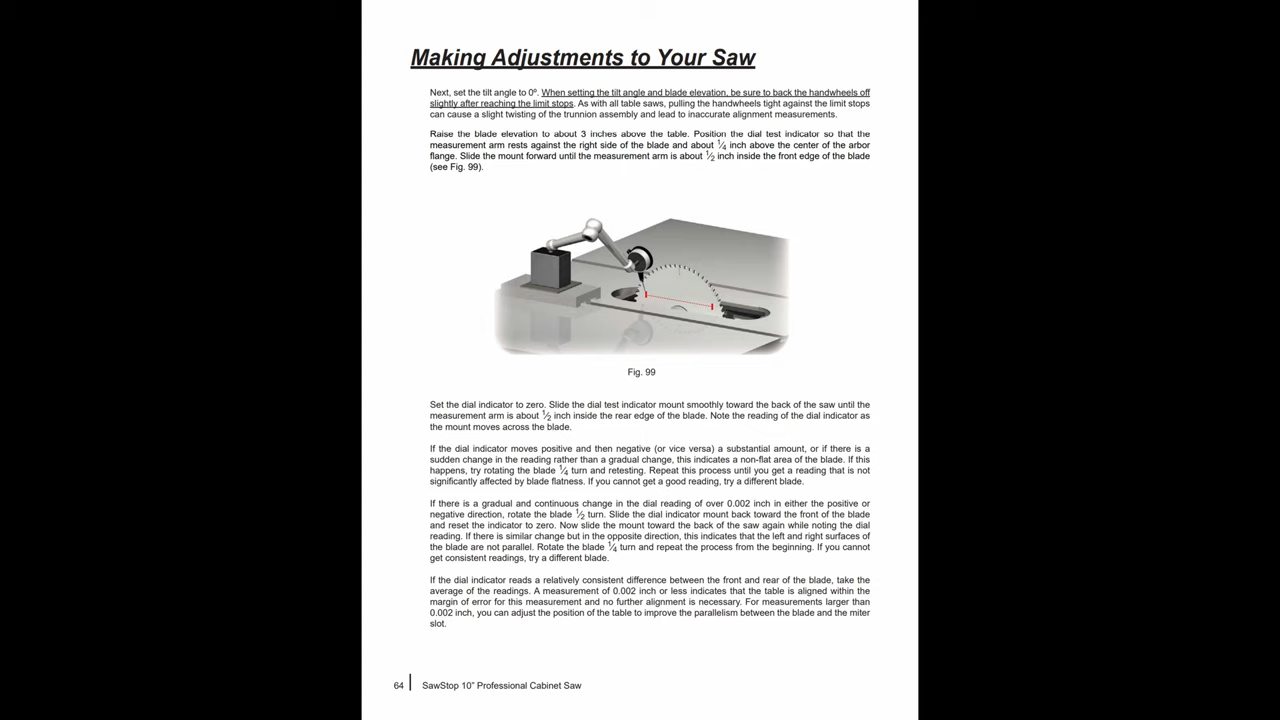 Making Adjustments to Your Saw
Next, set the tilt angle to 0º. When setting the tilt angle and blade elevation, be sure to back the handwheels off
slightly after reaching the limit stops. As with all table saws, pulling the handwheels tight against the limit stops
can cause a slight twisting of the trunnion assembly and lead to inaccurate alignment measurements.
Raise the blade elevation to about 3 inches above the table. Position the dial test indicator so that the
measurement arm rests against the right side of the blade and about 1⁄4 inch above the center of the arbor
flange. Slide the mount forward until the measurement arm is about 1⁄2 inch inside the front edge of the blade
(see Fig. 99).
Fig. 99
Set the dial indicator to zero. Slide the dial test indicator mount smoothly toward the back of the saw until the
measurement arm is about 1⁄2 inch inside the rear edge of the blade. Note the reading of the dial indicator as
the mount moves across the blade.
If the dial indicator moves positive and then negative (or vice versa) a substantial amount, or if there is a
sudden change in the reading rather than a gradual change, this indicates a non-flat area of the blade. If this
happens, try rotating the blade 1⁄4 turn and retesting. Repeat this process until you get a reading that is not
significantly affected by blade flatness. If you cannot get a good reading, try a different blade.
If there is a gradual and continuous change in the dial reading of over 0.002 inch in either the positive or
negative direction, rotate the blade 1⁄2 turn. Slide the dial indicator mount back toward the front of the blade
and reset the indicator to zero. Now slide the mount toward the back of the saw again while noting the dial
reading. If there is similar change but in the opposite direction, this indicates that the left and right surfaces of
the blade are not parallel. Rotate the blade 1⁄4 turn and repeat the process from the beginning. If you cannot
get consistent readings, try a different blade.
If the dial indicator reads a relatively consistent difference between the front and rear of the blade, take the
average of the readings. A measurement of 0.002 inch or less indicates that the table is aligned within the
margin of error for this measurement and no further alignment is necessary. For measurements larger than
0.002 inch, you can adjust the position of the table to improve the parallelism between the blade and the miter
slot.
64 SawStop 10” Professional Cabinet Saw